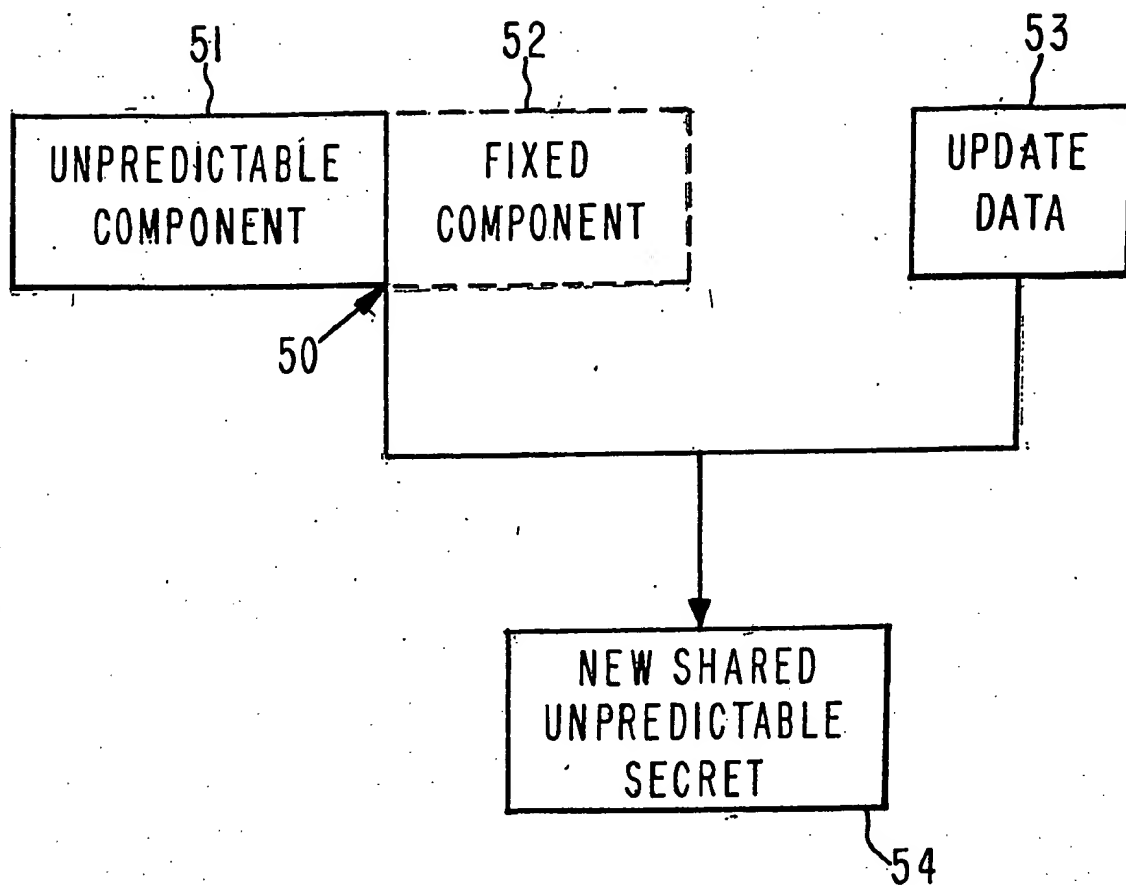 51
52
53
UNPREDICTABLE
COMPONENT
FIXED
COMPONENT
UPDATE
DATA
50
NEW SHARED
UNPREDICTABLE
SECRET
54